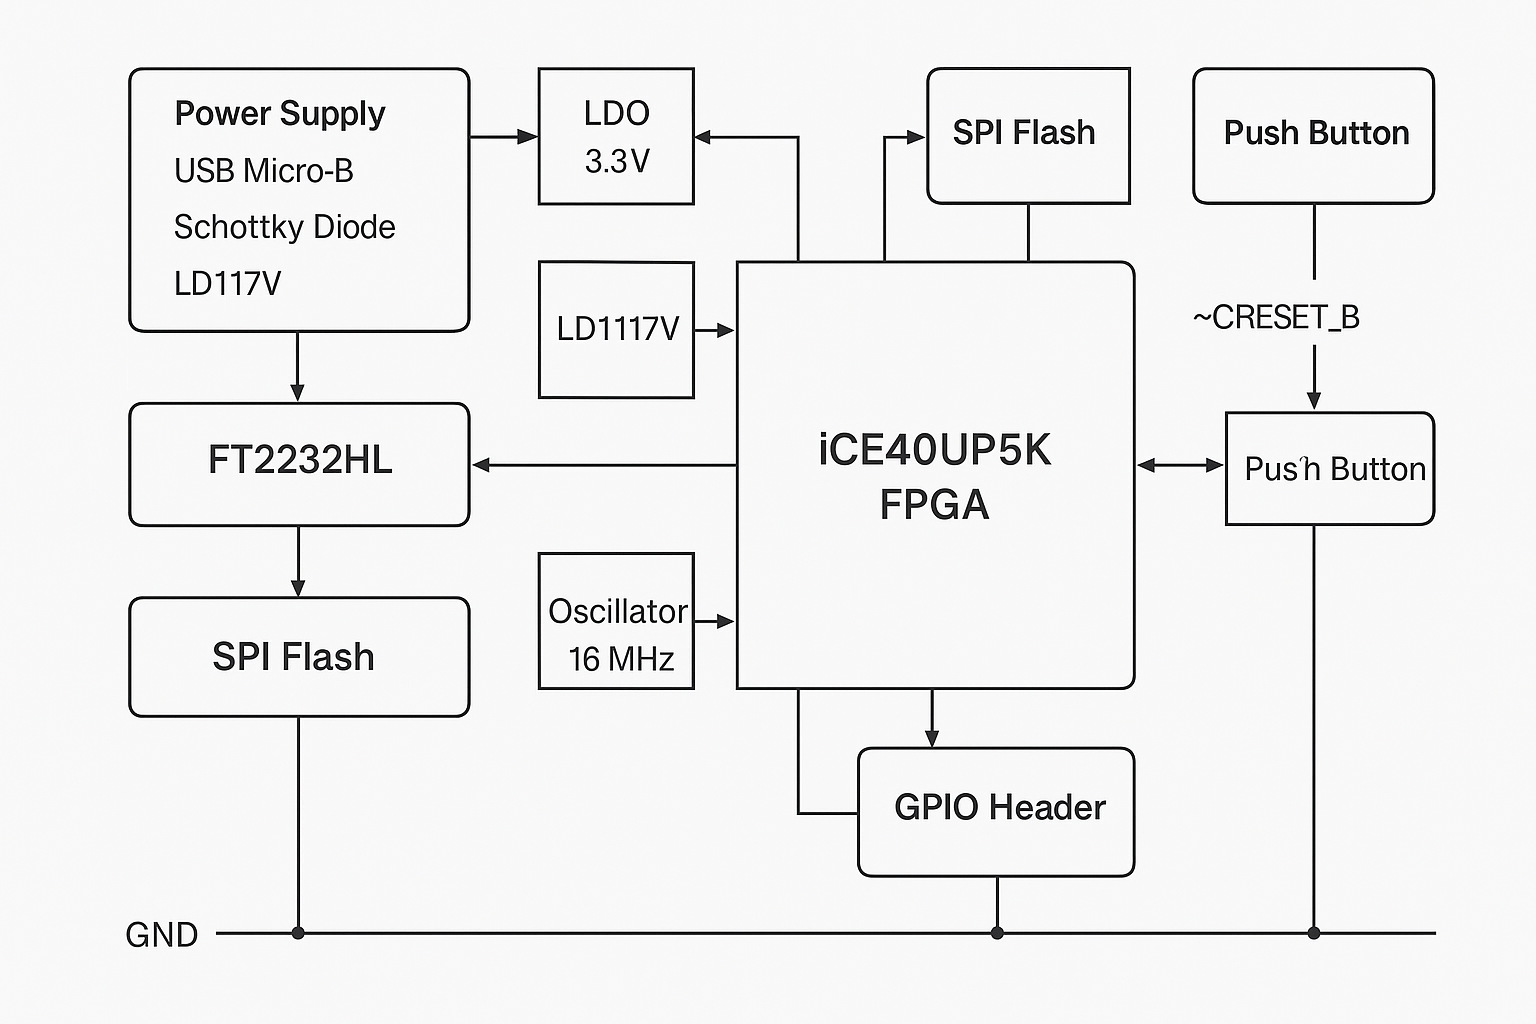 Power Supply
USB Micro-B
Schottky Diode
LD117V
LDO
3.3V
SPI Flash
Push Button
LD1117V
~CRESET_B
FT2232HL
iCE40UP5K
FPGA
Push Button
Oscillator
16 MHz
SPI Flash
GPIO Header
GND